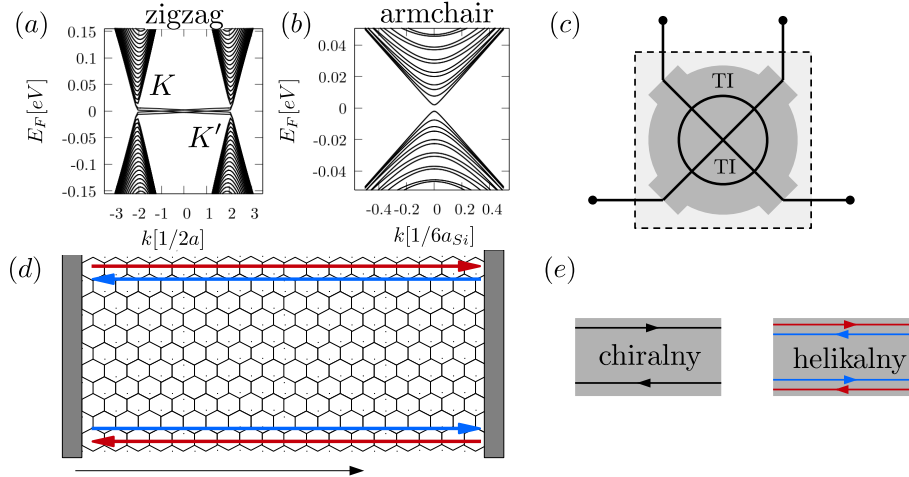 (a) zigzag
(b) armchair
(c)
E_F[eV]
0.15
0.1
0.05
0
-0.05
-0.1
-0.15
K
K′
-3 -2 -1 0 1 2 3
k[1/2a]
E_F[eV]
0.04
0.02
0
-0.02
-0.04
-0.4 -0.2 0 0.2 0.4
k[1/6a_{Si}]
TI
TI
(d)
(e)
chiralny
helikalny